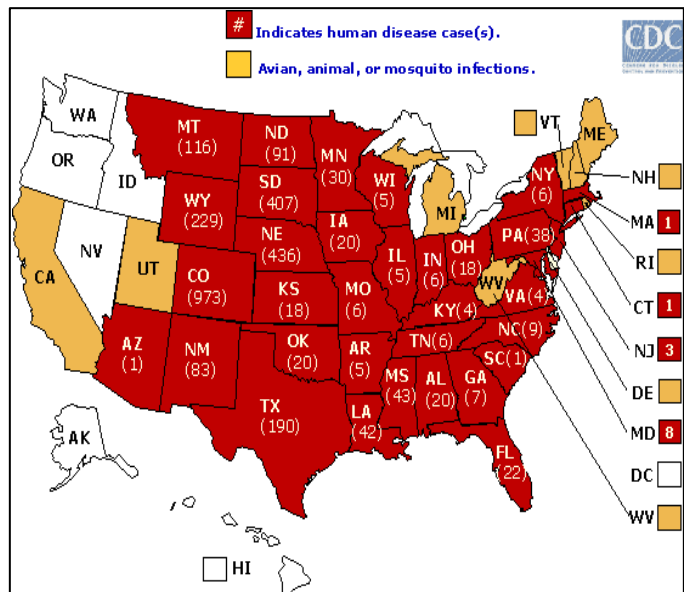 # Indicates human disease case(s).
Avian, animal, or mosquito infections.
CDC
WA
OR
ID
MT
(116)
ND
(91)
MN
(30)
WI
(5)
MI
VT
ME
NH
NY
(6)
MA 1
RI
CT 1
NJ 3
DE
MD 8
DC
WV
WY
(229)
SD
(407)
NE
(436)
IA
(20)
IL
(5)
IN
(6)
OH
(18)
PA(38)
WV
VA(4)
CA
NV
UT
CO
(973)
KS
(18)
MO
(6)
KY(4)
NC(9)
TN(6)
SC(1)
AZ
(1)
NM
(83)
OK
(20)
AR
(5)
MS
(43)
AL
(20)
GA
(7)
TX
(190)
LA
(42)
FL
(22)
AK
HI